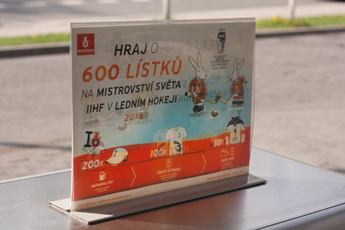 HRAJ O
600 LÍSTKŮ
NA MISTROVSTVÍ SVĚTA
IIHF V LEDNÍM HOKEJI
2015
200x
100x
30x